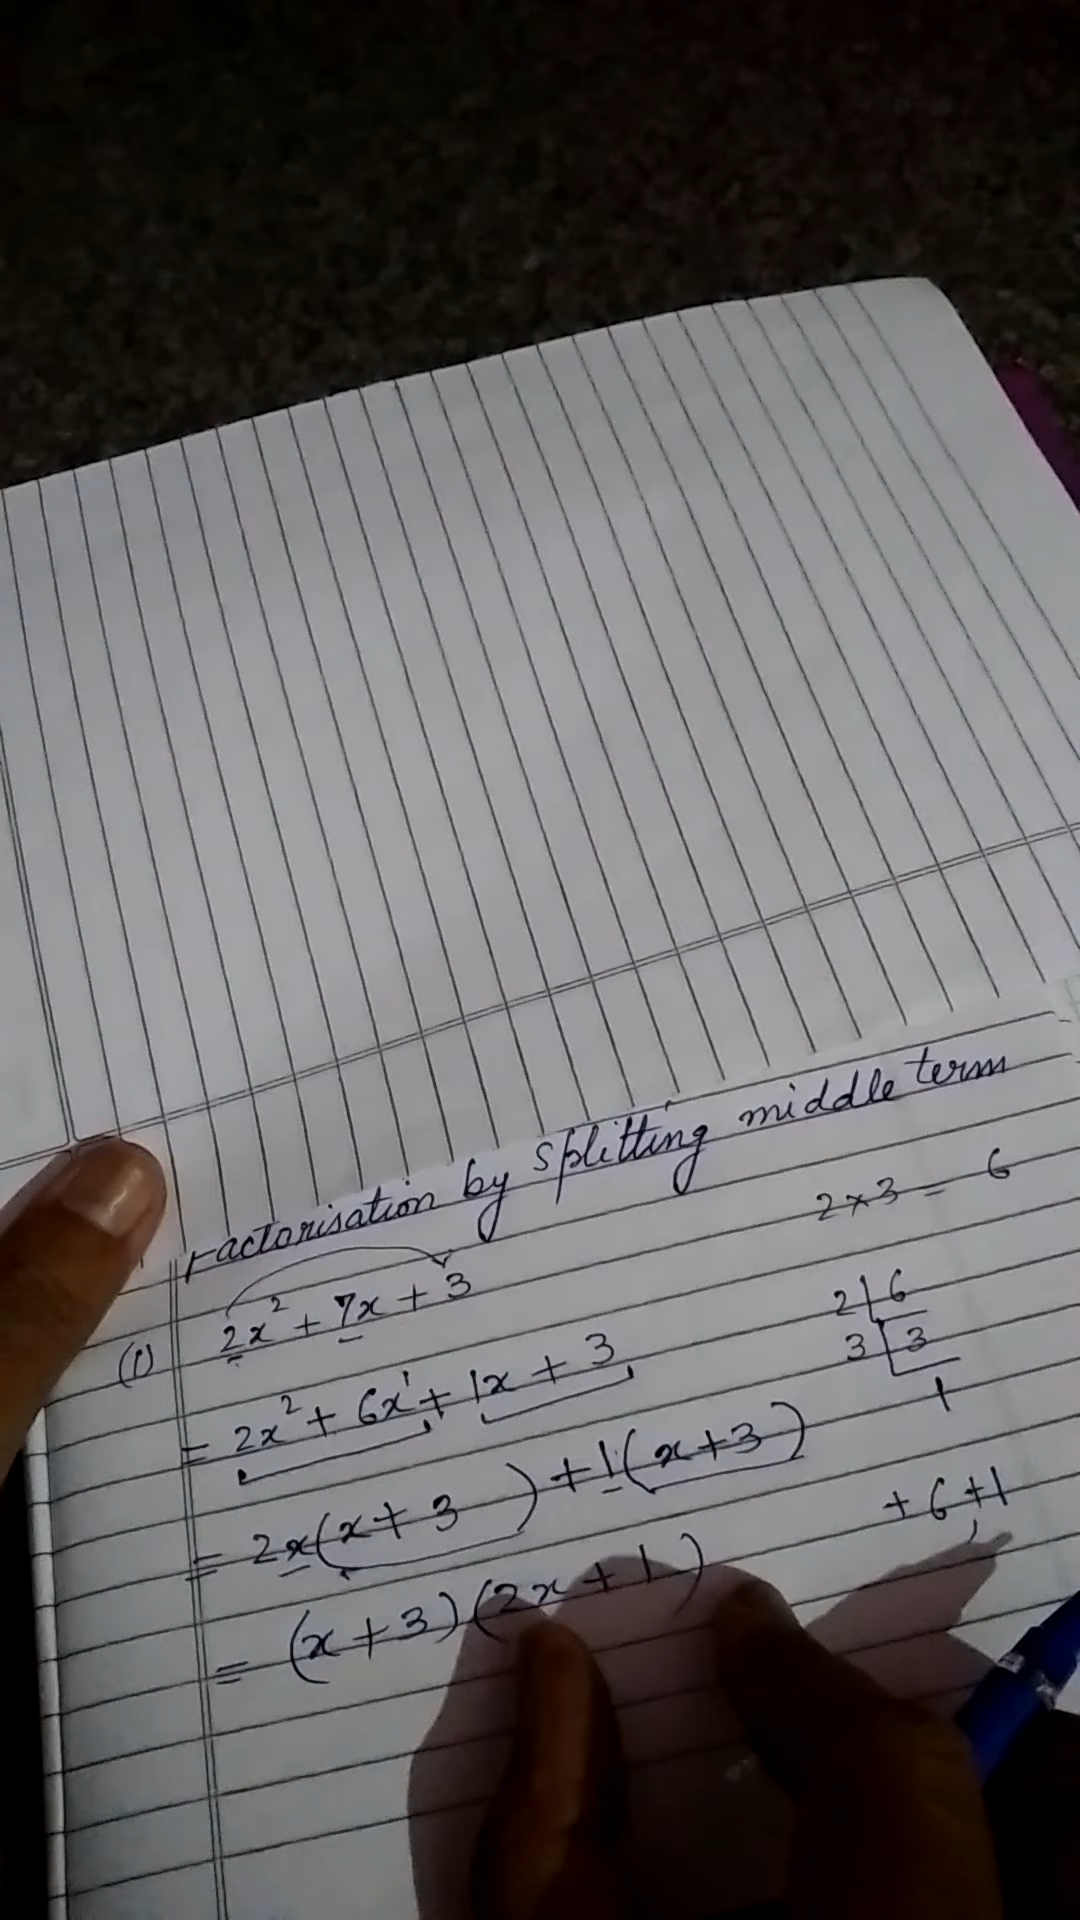 Factorisation by splitting middle term
2×3 = 6
(1) 2x² + 7x + 3
2 | 6
3 | 3
1
= 2x² + 6x¹ + 1x + 3
= 2x(x + 3) + 1(x+3)
+6+1
= (x+3)(2x+1)